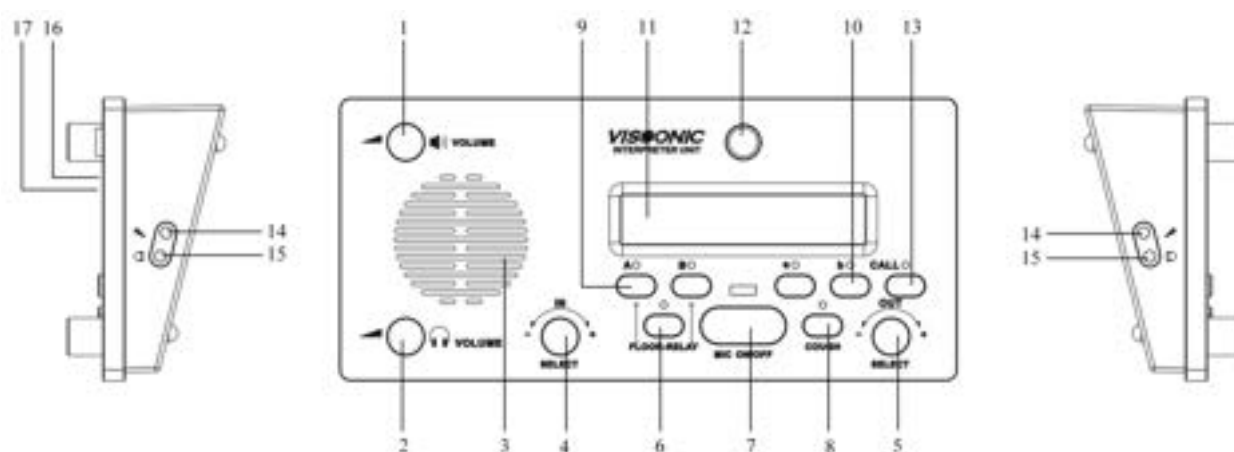 17 16 1 9 11 12 10 13
VISSONIC
VOLUME
INTERPRETER UNIT
14
15
14
15
A B a b CALL
IN OUT
- + - +
VOLUME
FLOOR-RELAY COUGH
SELECT MIC ON/OFF SELECT
2 3 4 6 7 8 5